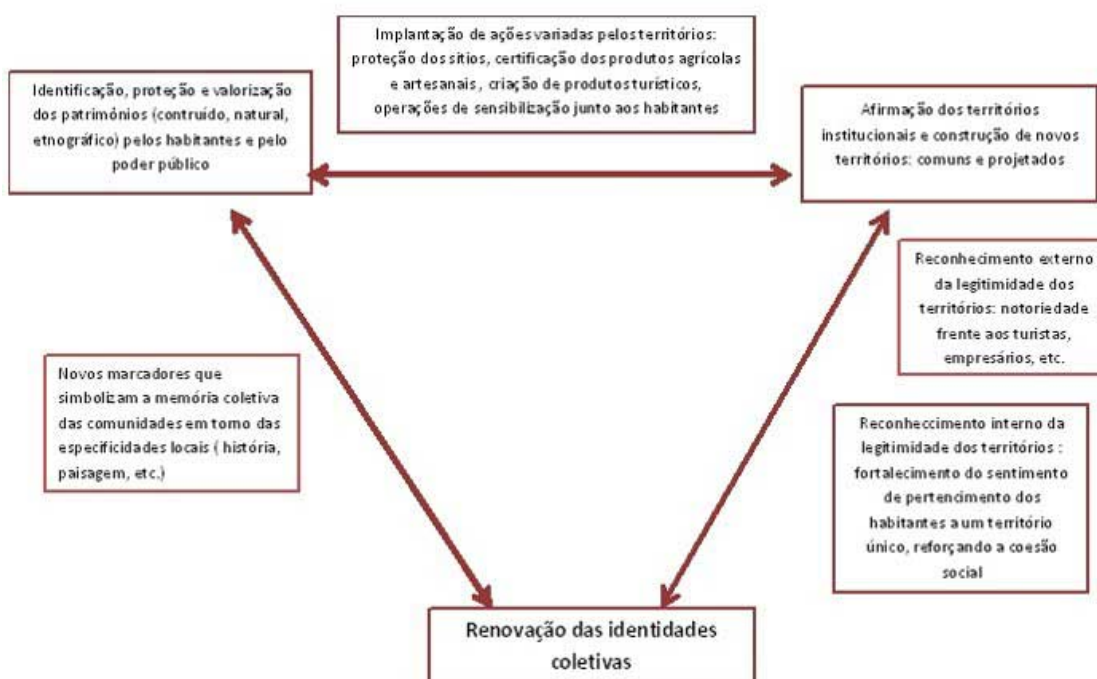 Implantação de ações variadas pelos territórios:
proteção dos sítios, certificação dos produtos agrícolas
e artesanais, criação de produtos turísticos,
operações de sensibilização junto aos habitantes
Identificação, proteção e valorização
dos patrimônios (contruído, natural,
etnográfico) pelos habitantes e pelo
poder público
Afirmação dos territórios
institucionais e construção de novos
territórios: comuns e projetados
Reconhecimento externo
da legitimidade dos
territórios: notoriedade
frente aos turistas,
empresários, etc.
Novos marcadores que
simbolizam a memória coletiva
das comunidades em torno das
especificidades locais ( história,
paisagem, etc.)
Reconheccimento interno da
legitimidade dos territórios :
fortalecimento do sentimento
de pertencimento dos
habitantes a um território
único, reforçando a coesão
social
Renovação das identidades
coletivas